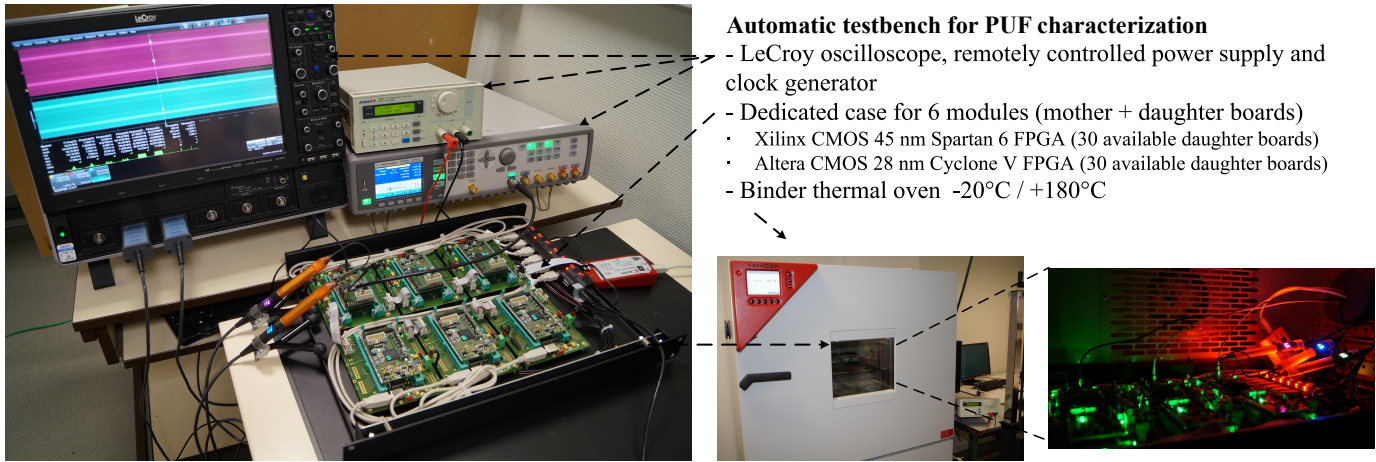 LeCroy
Automatic testbench for PUF characterization
- LeCroy oscilloscope, remotely controlled power supply and
clock generator
- Dedicated case for 6 modules (mother + daughter boards)
· Xilinx CMOS 45 nm Spartan 6 FPGA (30 available daughter boards)
· Altera CMOS 28 nm Cyclone V FPGA (30 available daughter boards)
- Binder thermal oven -20°C / +180°C
BINDER